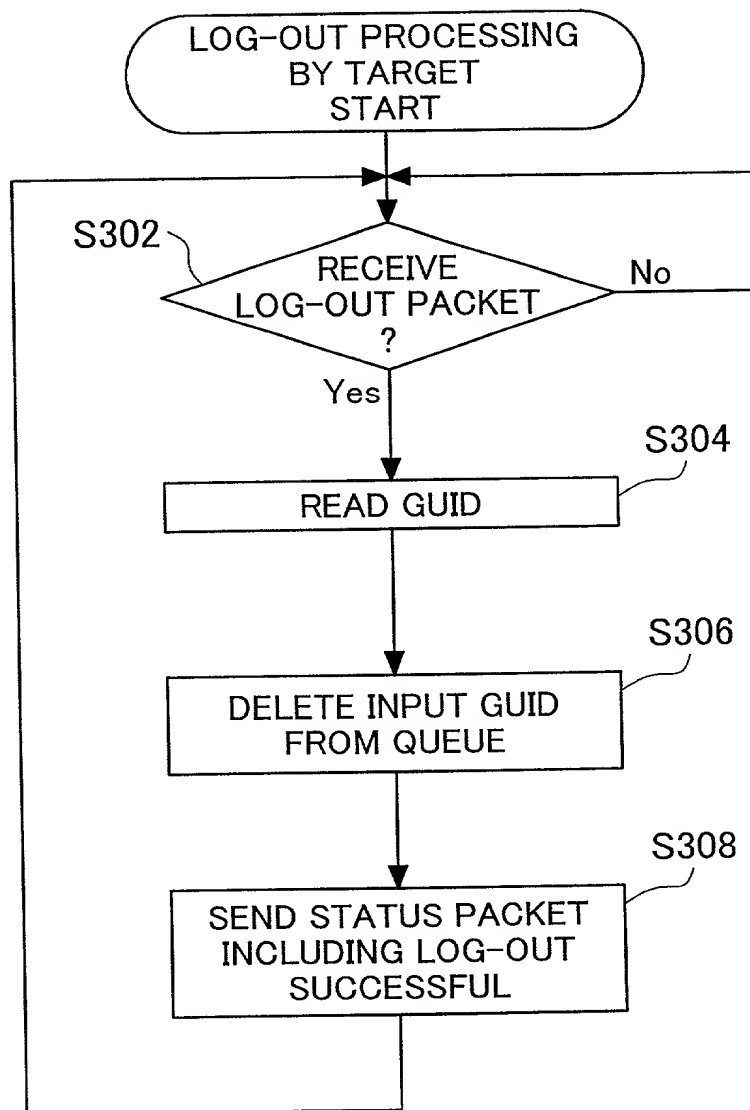 LOG-OUT PROCESSING
BY TARGET
START
S302
RECEIVE
LOG-OUT PACKET
?
No
Yes
S304
READ GUID
S306
DELETE INPUT GUID
FROM QUEUE
S308
SEND STATUS PACKET
INCLUDING LOG-OUT
SUCCESSFUL